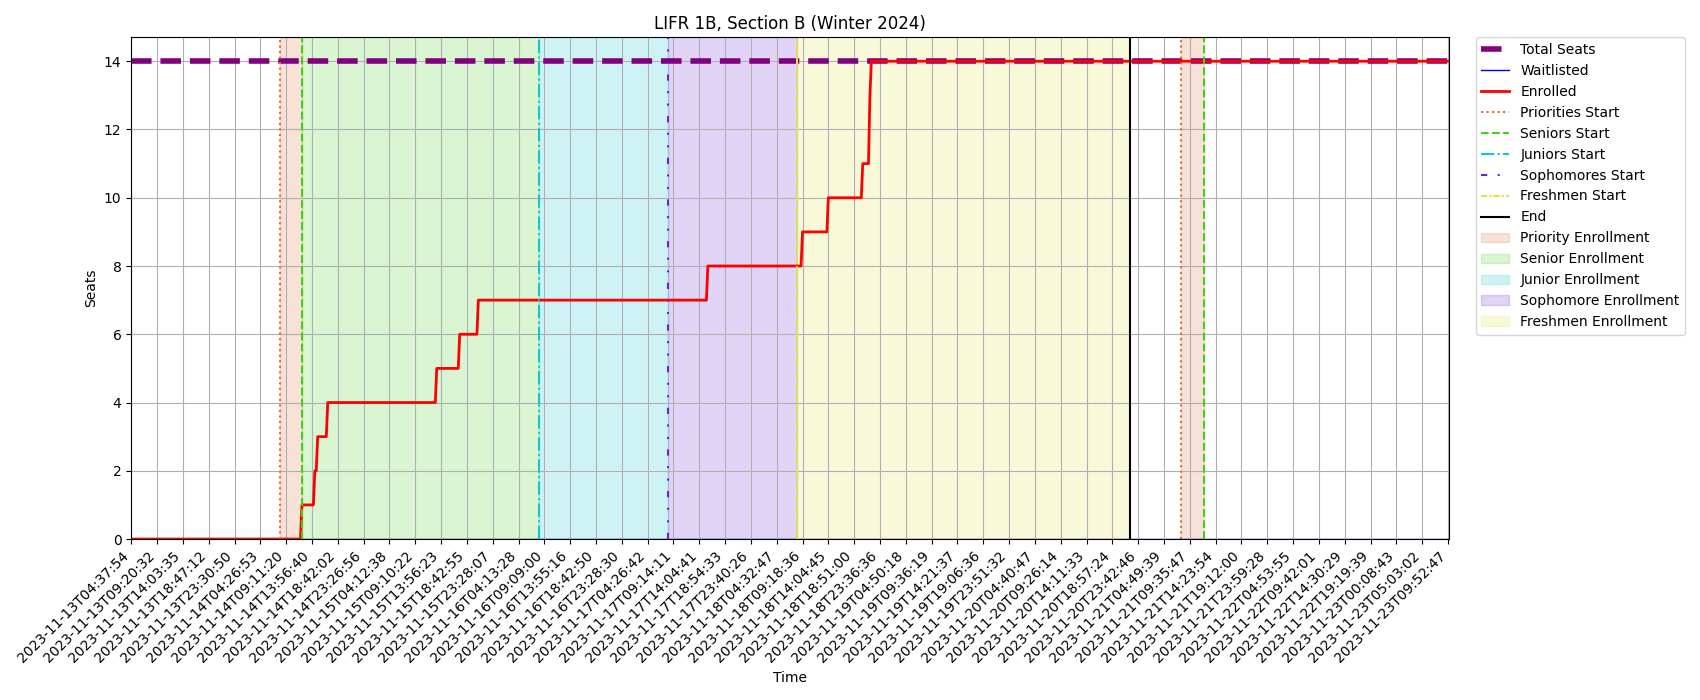 LIFR 1B, Section B (Winter 2024)
Seats
14
12
10
8
6
4
2
0
2023-11-13T04:37:54
2023-11-13T09:20:32
2023-11-13T14:03:35
2023-11-13T18:47:12
2023-11-13T23:30:50
2023-11-14T04:26:53
2023-11-14T09:11:20
2023-11-14T13:56:40
2023-11-14T18:42:02
2023-11-14T23:26:56
2023-11-15T04:12:38
2023-11-15T09:10:22
2023-11-15T13:56:23
2023-11-15T18:42:55
2023-11-15T23:28:07
2023-11-16T04:13:28
2023-11-16T09:09:00
2023-11-16T13:55:16
2023-11-16T18:42:50
2023-11-16T23:28:30
2023-11-17T04:26:42
2023-11-17T09:14:11
2023-11-17T14:04:41
2023-11-17T18:54:33
2023-11-17T23:40:26
2023-11-18T04:32:47
2023-11-18T09:18:36
2023-11-18T14:04:45
2023-11-18T18:51:00
2023-11-18T23:36:36
2023-11-19T04:50:18
2023-11-19T09:36:19
2023-11-19T14:21:37
2023-11-19T19:06:36
2023-11-19T23:51:32
2023-11-20T04:40:47
2023-11-20T09:26:14
2023-11-20T14:11:33
2023-11-20T18:57:24
2023-11-20T23:42:46
2023-11-21T04:49:39
2023-11-21T09:35:47
2023-11-21T14:23:54
2023-11-21T19:12:00
2023-11-21T23:59:28
2023-11-22T04:53:55
2023-11-22T09:42:01
2023-11-22T14:30:29
2023-11-22T19:19:39
2023-11-23T00:08:43
2023-11-23T05:03:02
2023-11-23T09:52:47
Time
Total Seats
Waitlisted
Enrolled
Priorities Start
Seniors Start
Juniors Start
Sophomores Start
Freshmen Start
End
Priority Enrollment
Senior Enrollment
Junior Enrollment
Sophomore Enrollment
Freshmen Enrollment